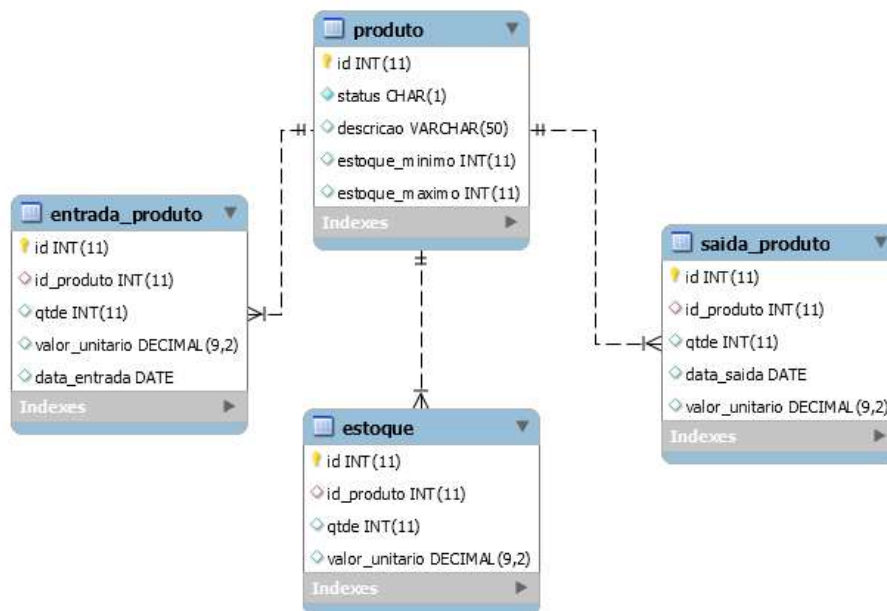 produto
id INT(11)
status CHAR(1)
descricao VARCHAR(50)
estoque_minimo INT(11)
estoque_maximo INT(11)
Indexes
entrada_produto
id INT(11)
id_produto INT(11)
qtde INT(11)
valor_unitario DECIMAL(9,2)
data_entrada DATE
Indexes
saida_produto
id INT(11)
id_produto INT(11)
qtde INT(11)
data_saida DATE
valor_unitario DECIMAL(9,2)
Indexes
estoque
id INT(11)
id_produto INT(11)
qtde INT(11)
valor_unitario DECIMAL(9,2)
Indexes